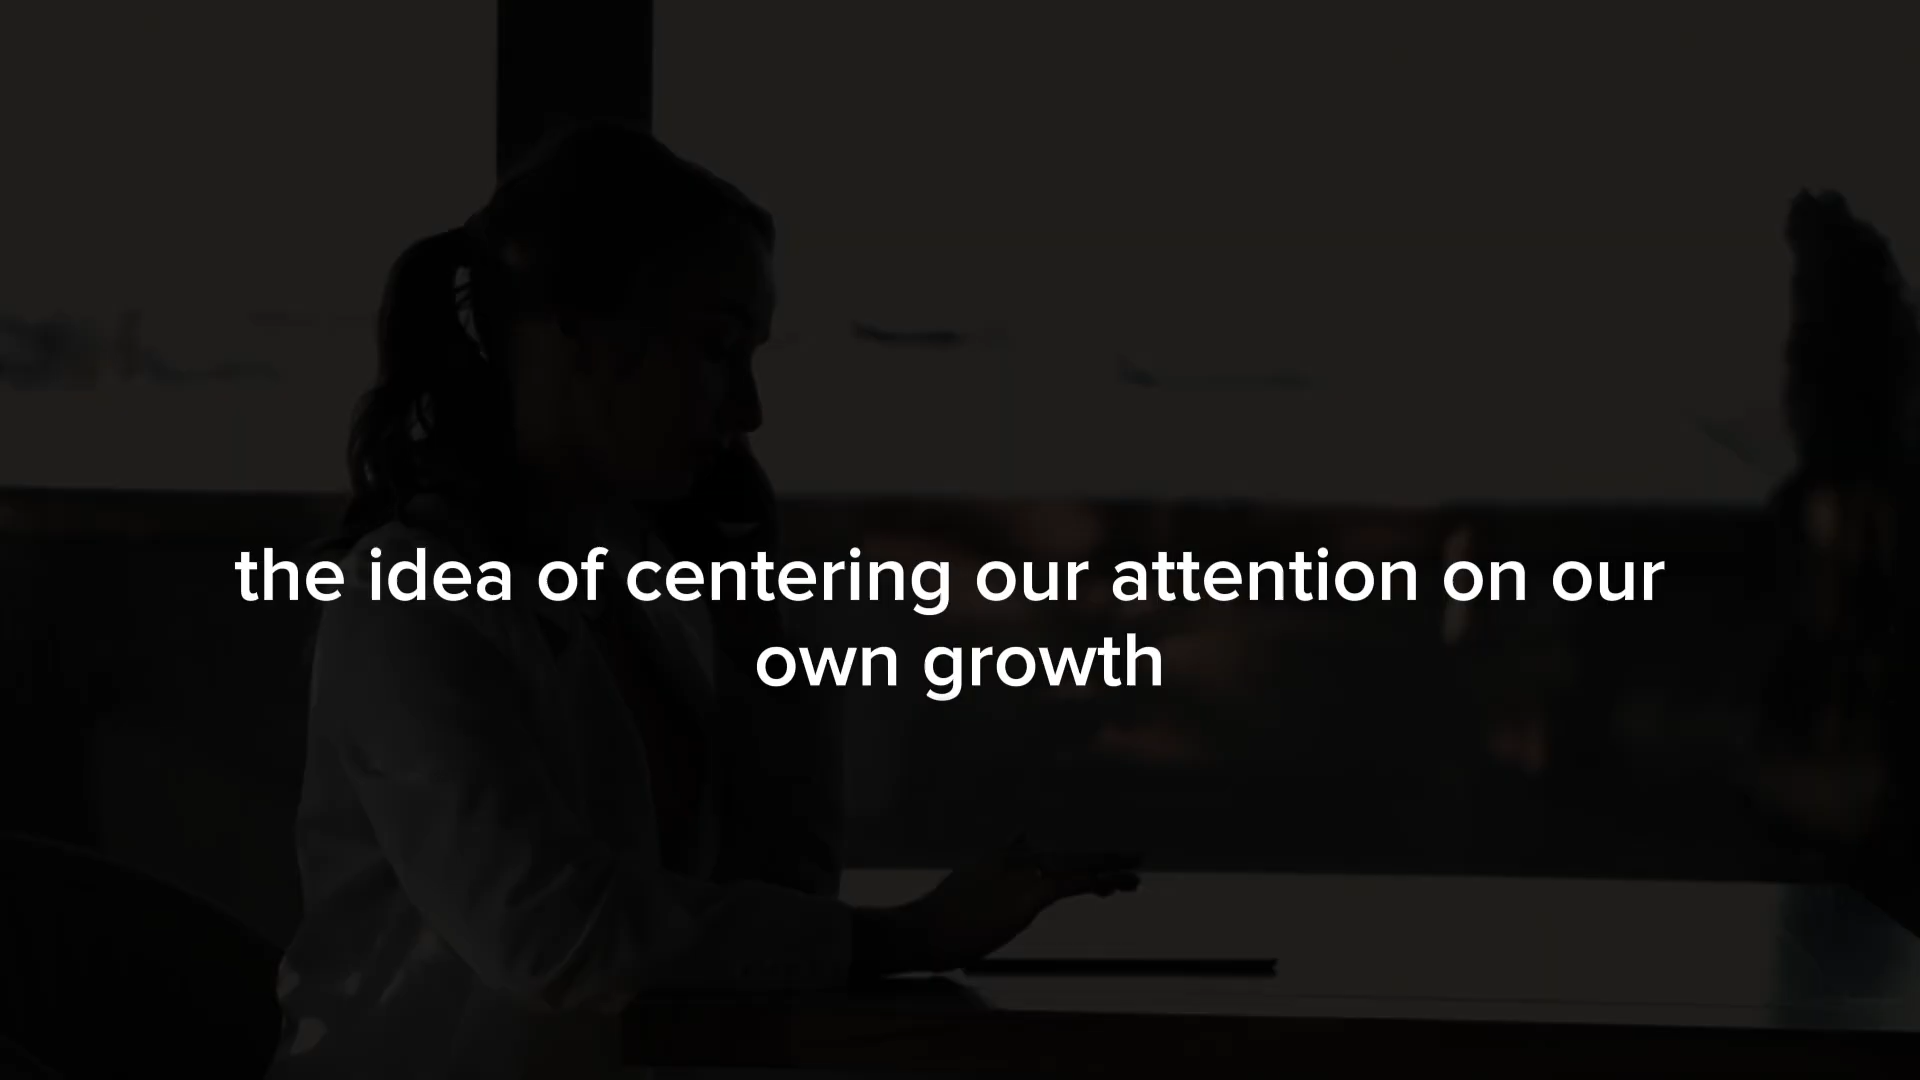 the idea of centering our attention on our
own growth